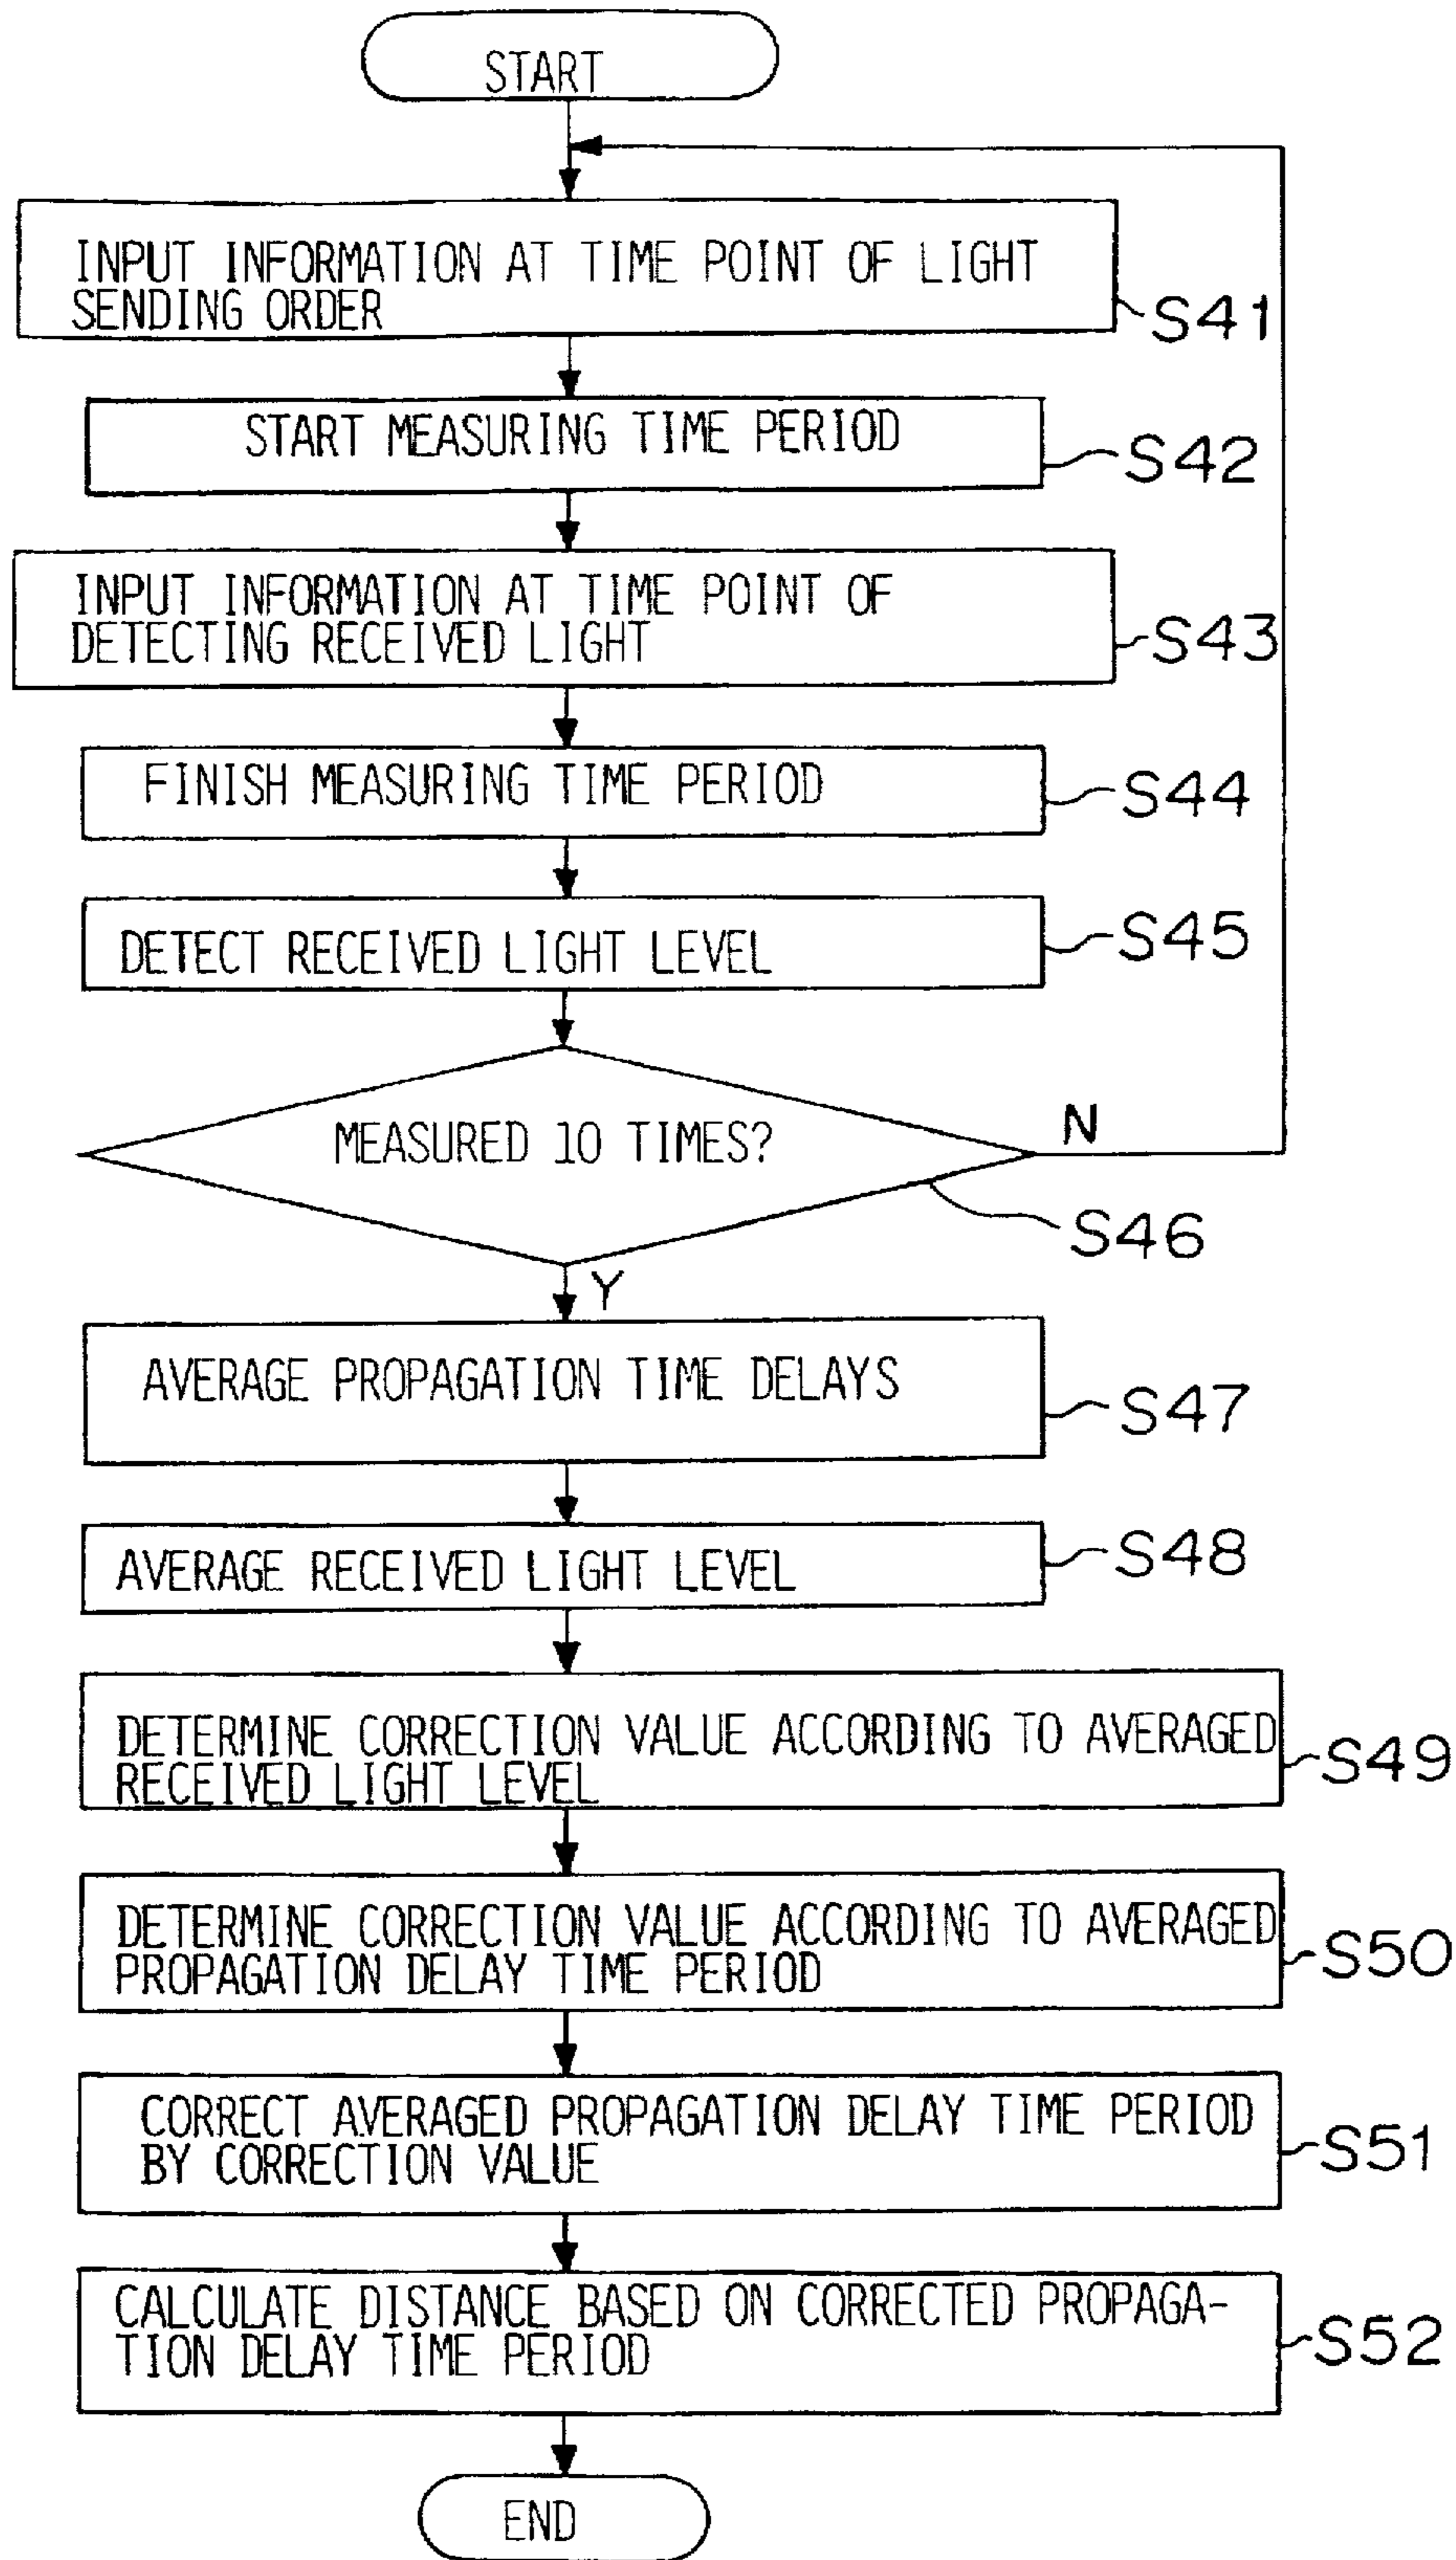 START
INPUT INFORMATION AT TIME POINT OF LIGHT
SENDING ORDER
S41
START MEASURING TIME PERIOD
S42
INPUT INFORMATION AT TIME POINT OF
DETECTING RECEIVED LIGHT
S43
FINISH MEASURING TIME PERIOD
S44
DETECT RECEIVED LIGHT LEVEL
S45
MEASURED 10 TIMES?
N
S46
Y
AVERAGE PROPAGATION TIME DELAYS
S47
AVERAGE RECEIVED LIGHT LEVEL
S48
DETERMINE CORRECTION VALUE ACCORDING TO AVERAGED
RECEIVED LIGHT LEVEL
S49
DETERMINE CORRECTION VALUE ACCORDING TO AVERAGED
PROPAGATION DELAY TIME PERIOD
S50
CORRECT AVERAGED PROPAGATION DELAY TIME PERIOD
BY CORRECTION VALUE
S51
CALCULATE DISTANCE BASED ON CORRECTED PROPAGA-
TION DELAY TIME PERIOD
S52
END